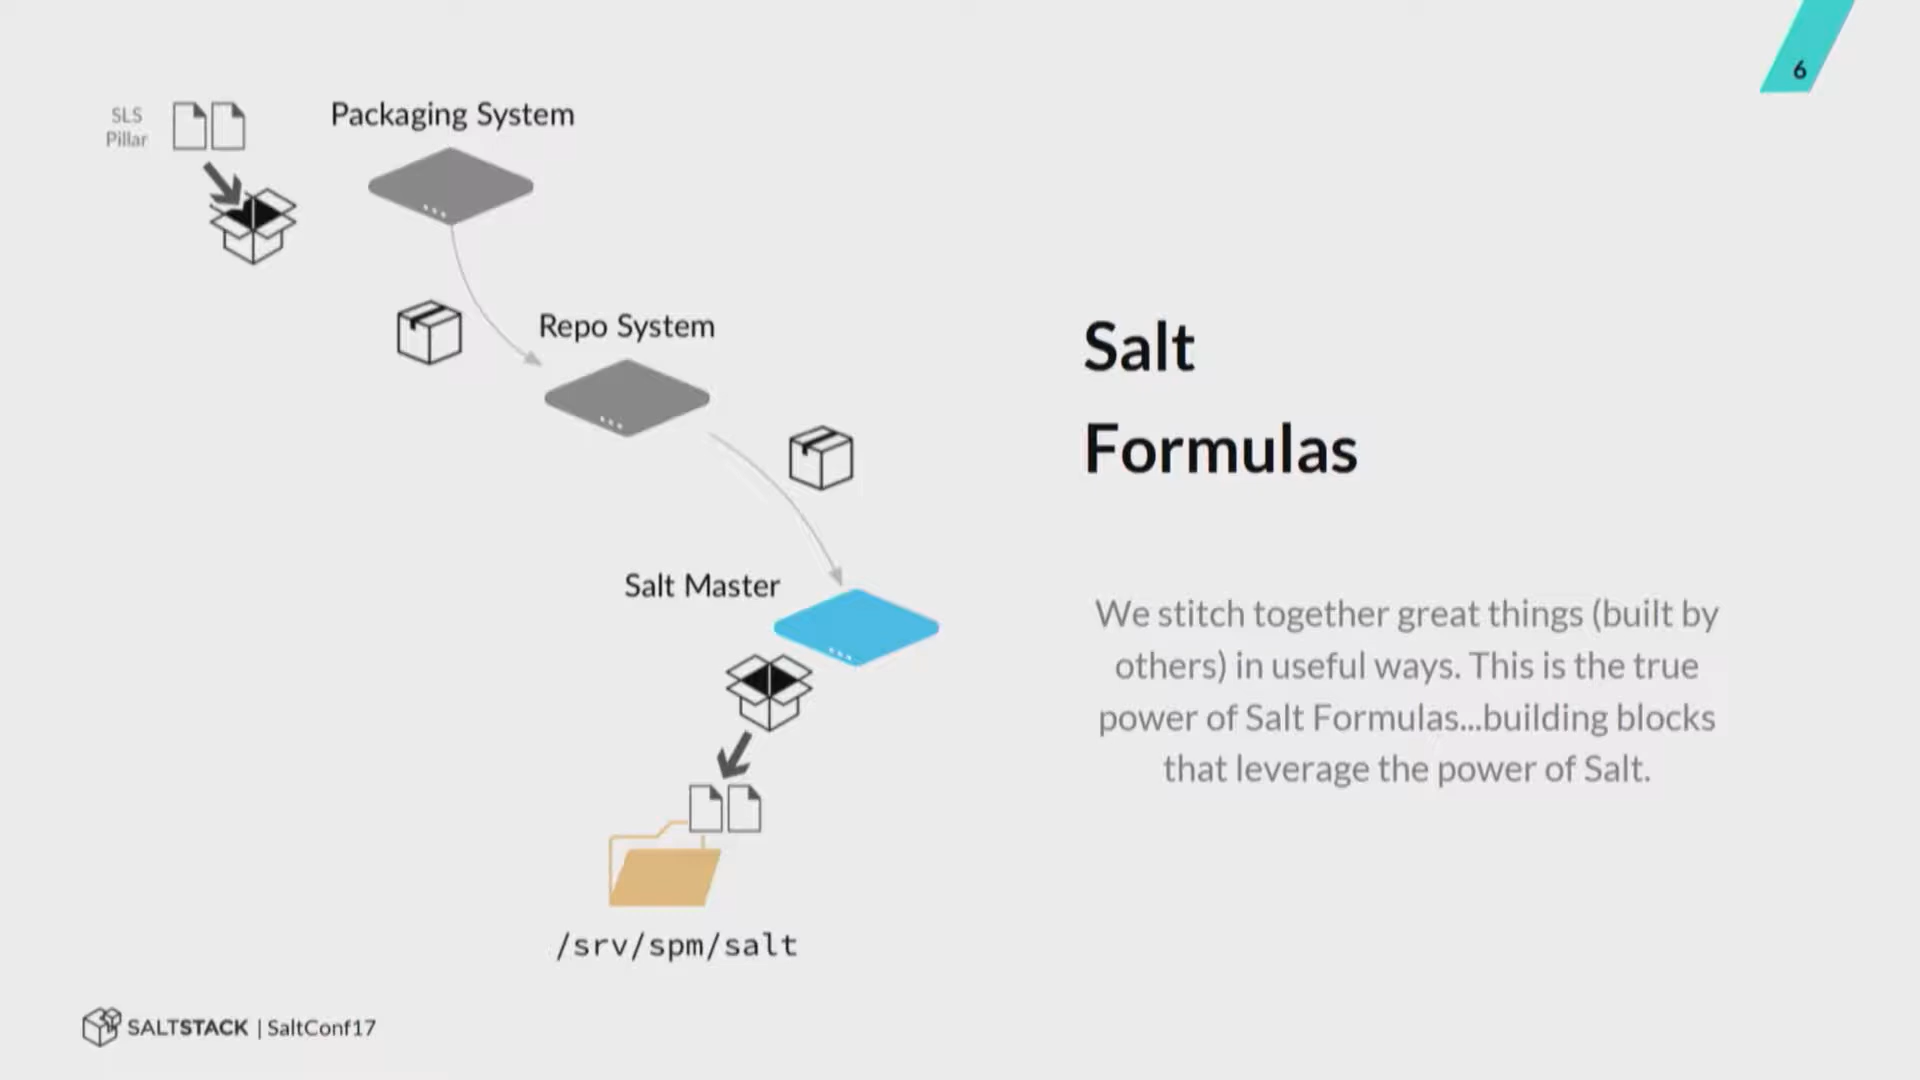 6
SLS
Pillar
Packaging System
Repo System
Salt Master
/srv/spm/salt
Salt
Formulas
We stitch together great things (built by
others) in useful ways. This is the true
power of Salt Formulas...building blocks
that leverage the power of Salt.
SALTSTACK | SaltConf17